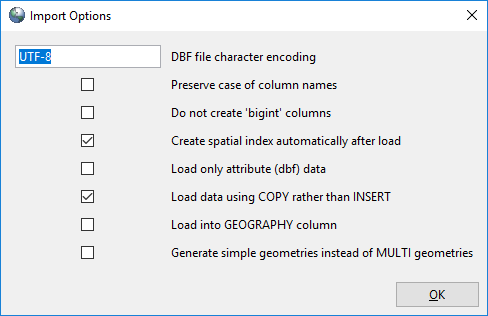 Import Options
UTF-8 DBF file character encoding
Preserve case of column names
Do not create 'bigint' columns
Create spatial index automatically after load
Load only attribute (dbf) data
Load data using COPY rather than INSERT
Load into GEOGRAPHY column
Generate simple geometries instead of MULTI geometries
OK